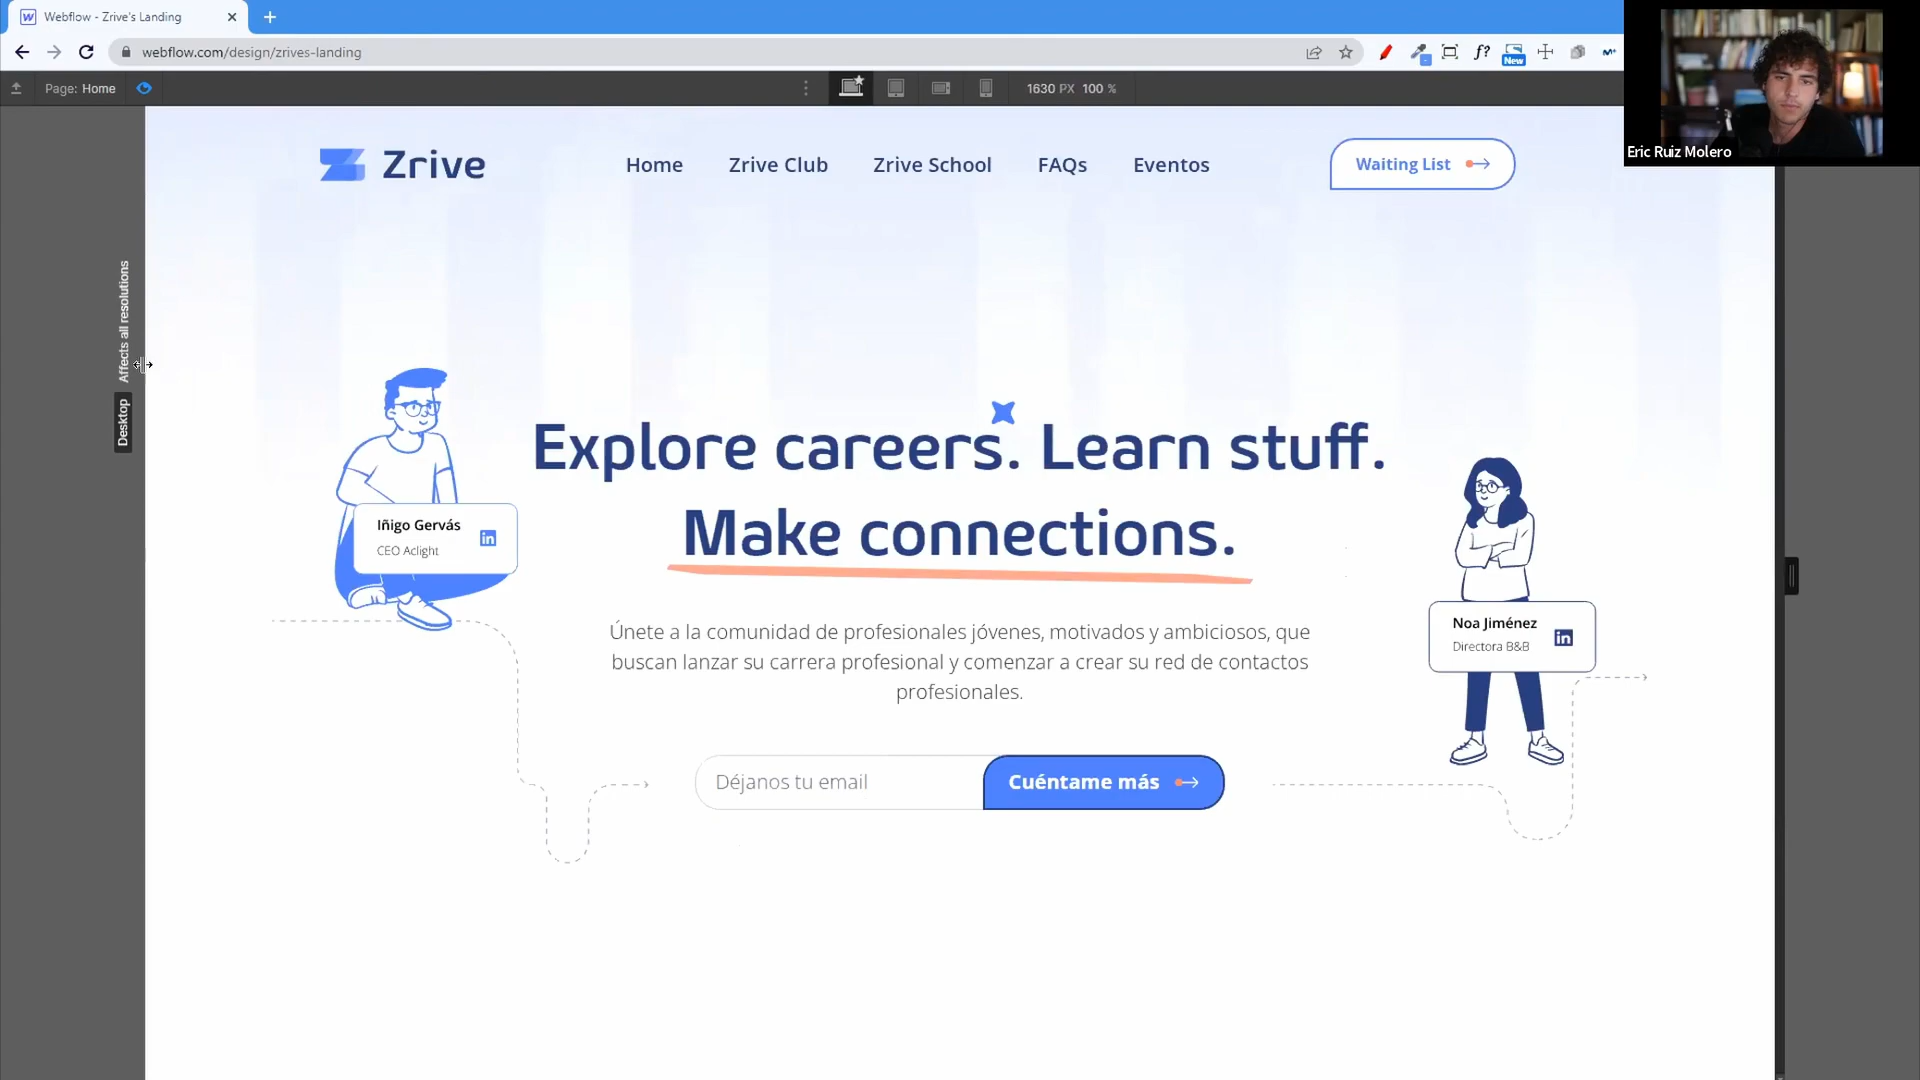 Webflow - Zrive's Landing
webflow.com/design/zrives-landing
f?
New
Page: Home
1630 PX 100 %
Eric Ruiz Molero
Zrive
Home
Zrive Club
Zrive School
FAQs
Eventos
Waiting List
Affects all resolutions
Desktop
Explore careers. Learn stuff.
Make connections.
Iñigo Gervás
CEO Aclight
in
Noa Jiménez
Directora B&B
in
Únete a la comunidad de profesionales jóvenes, motivados y ambiciosos, que
buscan lanzar su carrera profesional y comenzar a crear su red de contactos
profesionales.
Déjanos tu email
Cuéntame más